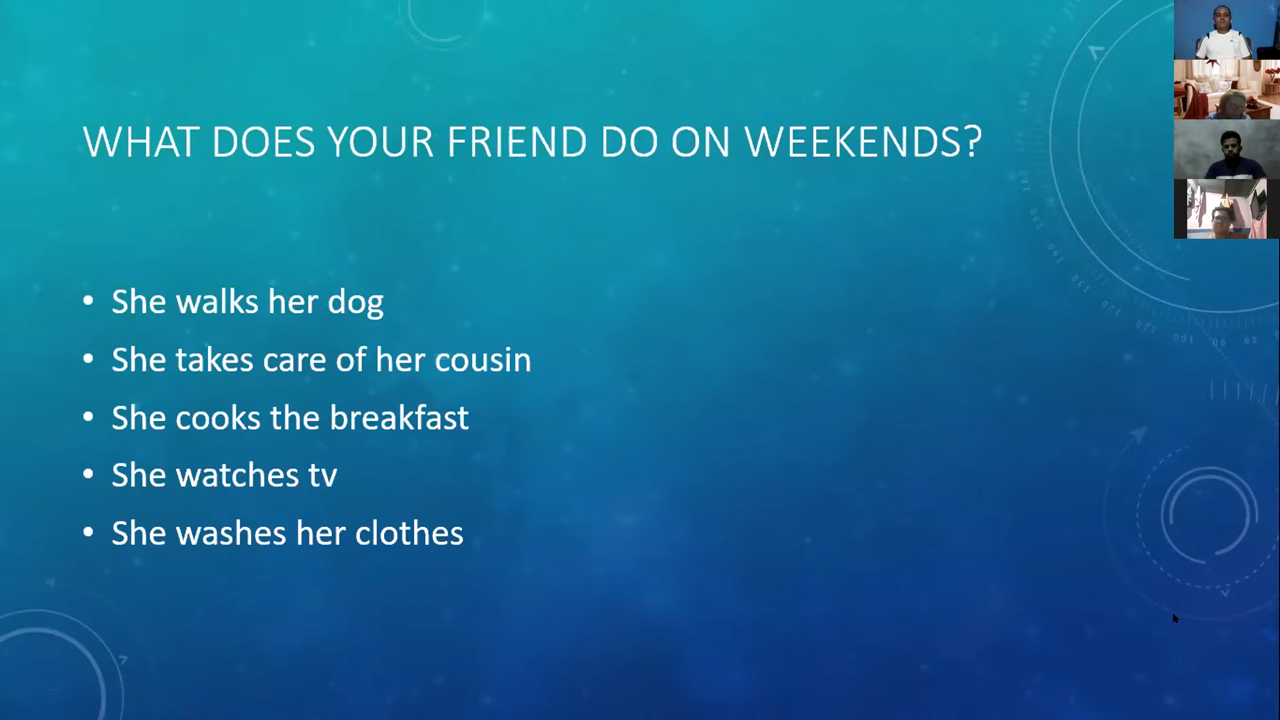 WHAT DOES YOUR FRIEND DO ON WEEKENDS?
• She walks her dog
• She takes care of her cousin
• She cooks the breakfast
• She watches tv
• She washes her clothes